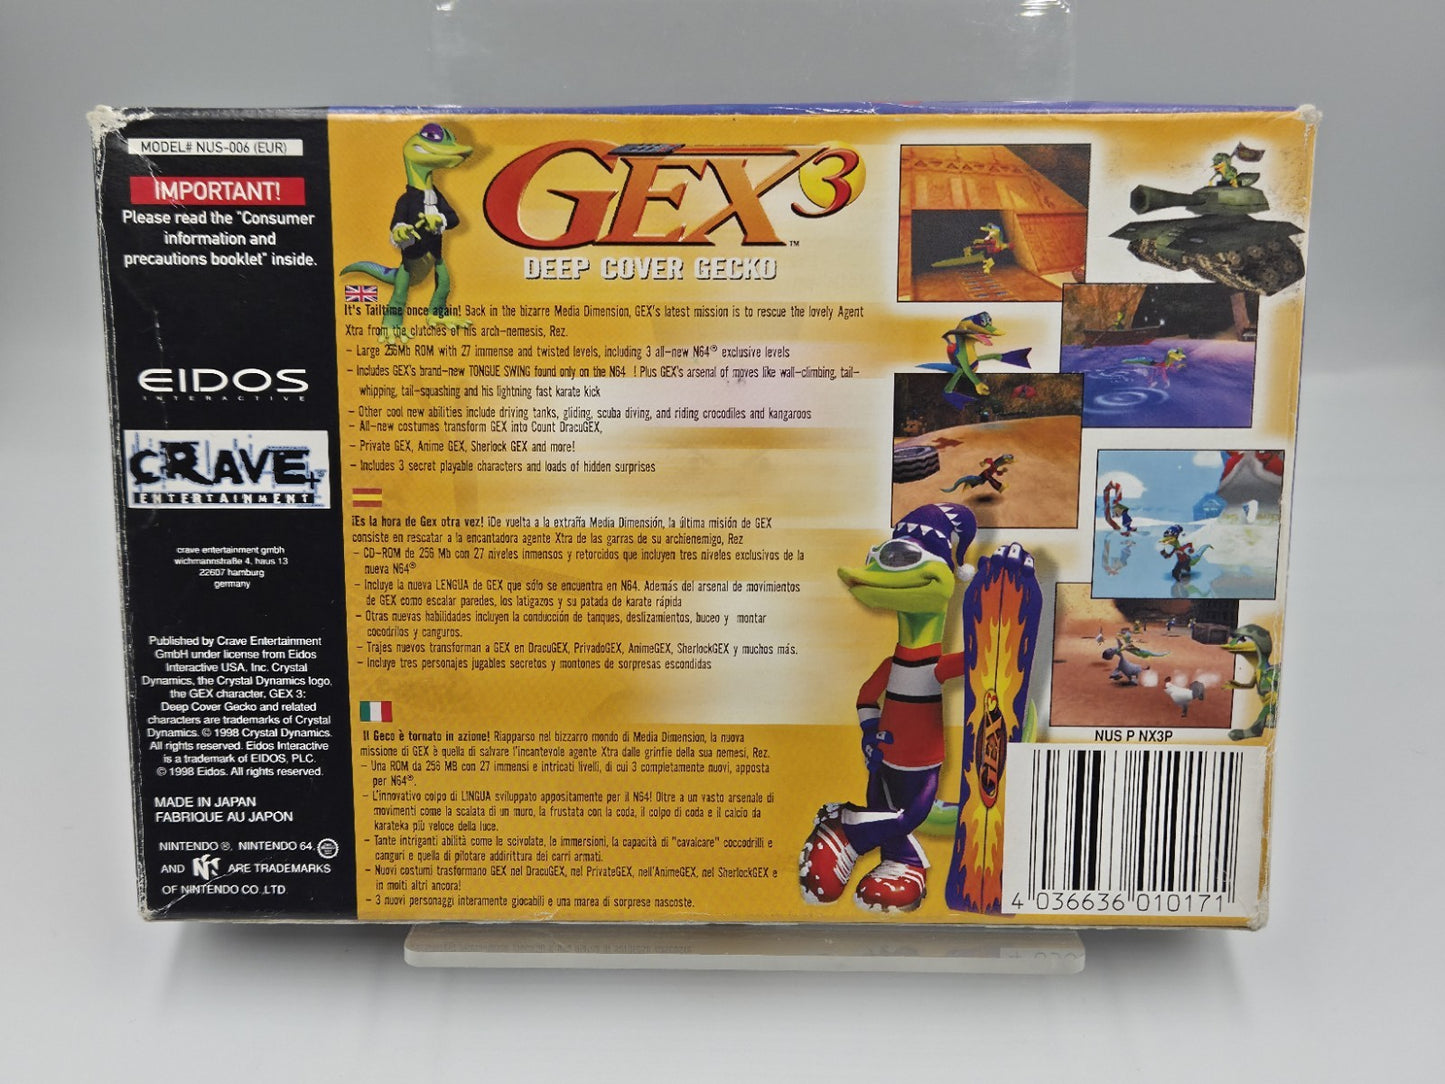 MODEL# NUS-006 (EUR)
IMPORTANT!
Please read the "Consumer
information and
precautions booklet" inside.
EIDOS
INTERACTIVE
CRAVE
ENTERTAINMENT
crave entertainment gmbh
wichmannstraße 4, haus 13
22607 hamburg
germany
Published by Crave Entertainment
GmbH under license from Eidos
Interactive USA, Inc. Crystal
Dynamics, the Crystal Dynamics logo,
the GEX character, GEX 3:
Deep Cover Gecko and related
characters are trademarks of Crystal
Dynamics. © 1998 Crystal Dynamics.
All rights reserved. Eidos Interactive
is a trademark of EIDOS, PLC.
© 1998 Eidos. All rights reserved.
MADE IN JAPAN
FABRIQUE AU JAPON
NINTENDO ®, NINTENDO 64,
AND ARE TRADEMARKS
OF NINTENDO CO.,LTD.
GEX 3 ™
DEEP COVER GECKO
It's Tailtime once again! Back in the bizarre Media Dimension, GEX's latest mission is to rescue the lovely Agent
Xtra from the clutches of his arch-nemesis, Rez.
- Large 256Mb ROM with 27 immense and twisted levels, including 3 all-new N64® exclusive levels
- Includes GEX's brand-new TONGUE SWING found only on the N64 ! Plus GEX's arsenal of moves like wall-climbing, tail-
whipping, tail-squashing and his lightning fast karate kick
- Other cool new abilities include driving tanks, gliding, scuba diving, and riding crocodiles and kangaroos
- All-new costumes transform GEX into Count DracuGEX,
- Private GEX, Anime GEX, Sherlock GEX and more!
- Includes 3 secret playable characters and loads of hidden surprises
¡Es la hora de Gex otra vez! ¡De vuelta a la extraña Media Dimensión, la última misión de GEX
consiste en rescatar a la encantadora agente Xtra de las garras de su archienemigo, Rez
- CD-ROM de 256 Mb con 27 niveles inmensos y retorcidos que incluyen tres niveles exclusivos de la
nueva N64®
- Incluye la nueva LENGUA de GEX que sólo se encuentra en N64. Además del arsenal de movimientos
de GEX como escalar paredes, los latigazos y su patada de karate rápida
- Otras nuevas habilidades incluyen la conducción de tanques, deslizamientos, buceo y montar
cocodrilos y canguros.
- Trajes nuevos transforman a GEX en DracuGEX, PrivadoGEX, AnimeGEX, SherlockGEX y muchos más.
- Incluye tres personajes jugables secretos y montones de sorpresas escondidas
Il Geco è tornato in azione! Riapparso nel bizzarro mondo di Media Dimension, la nuova
missione di GEX è quella di salvare l'incantevole agente Xtra dalle grinfie della sua nemesi, Rez.
- Una ROM da 256 MB con 27 immensi e intricati livelli, di cui 3 completamente nuovi, apposta
per N64®.
- L'innovativo colpo di LINGUA sviluppato appositamente per il N64! Oltre a un vasto arsenale di
movimenti come la scalata di un muro, la frustata con la coda, il colpo di coda e il calcio da
karateka più veloce della luce.
- Tante intriganti abilità come le scivolate, le immersioni, la capacità di "cavalcare" coccodrilli e
canguri e quella di pilotare addirittura dei carri armati.
- Nuovi costumi trasformano GEX nel DracuGEX, nel PrivateGEX, nell'AnimeGEX, nel SherlockGEX e
in molti altri ancora!
- 3 nuovi personaggi interamente giocabili e una marea di sorprese nascoste.
GEX 3
NUS P NX3P
4 036636 010171